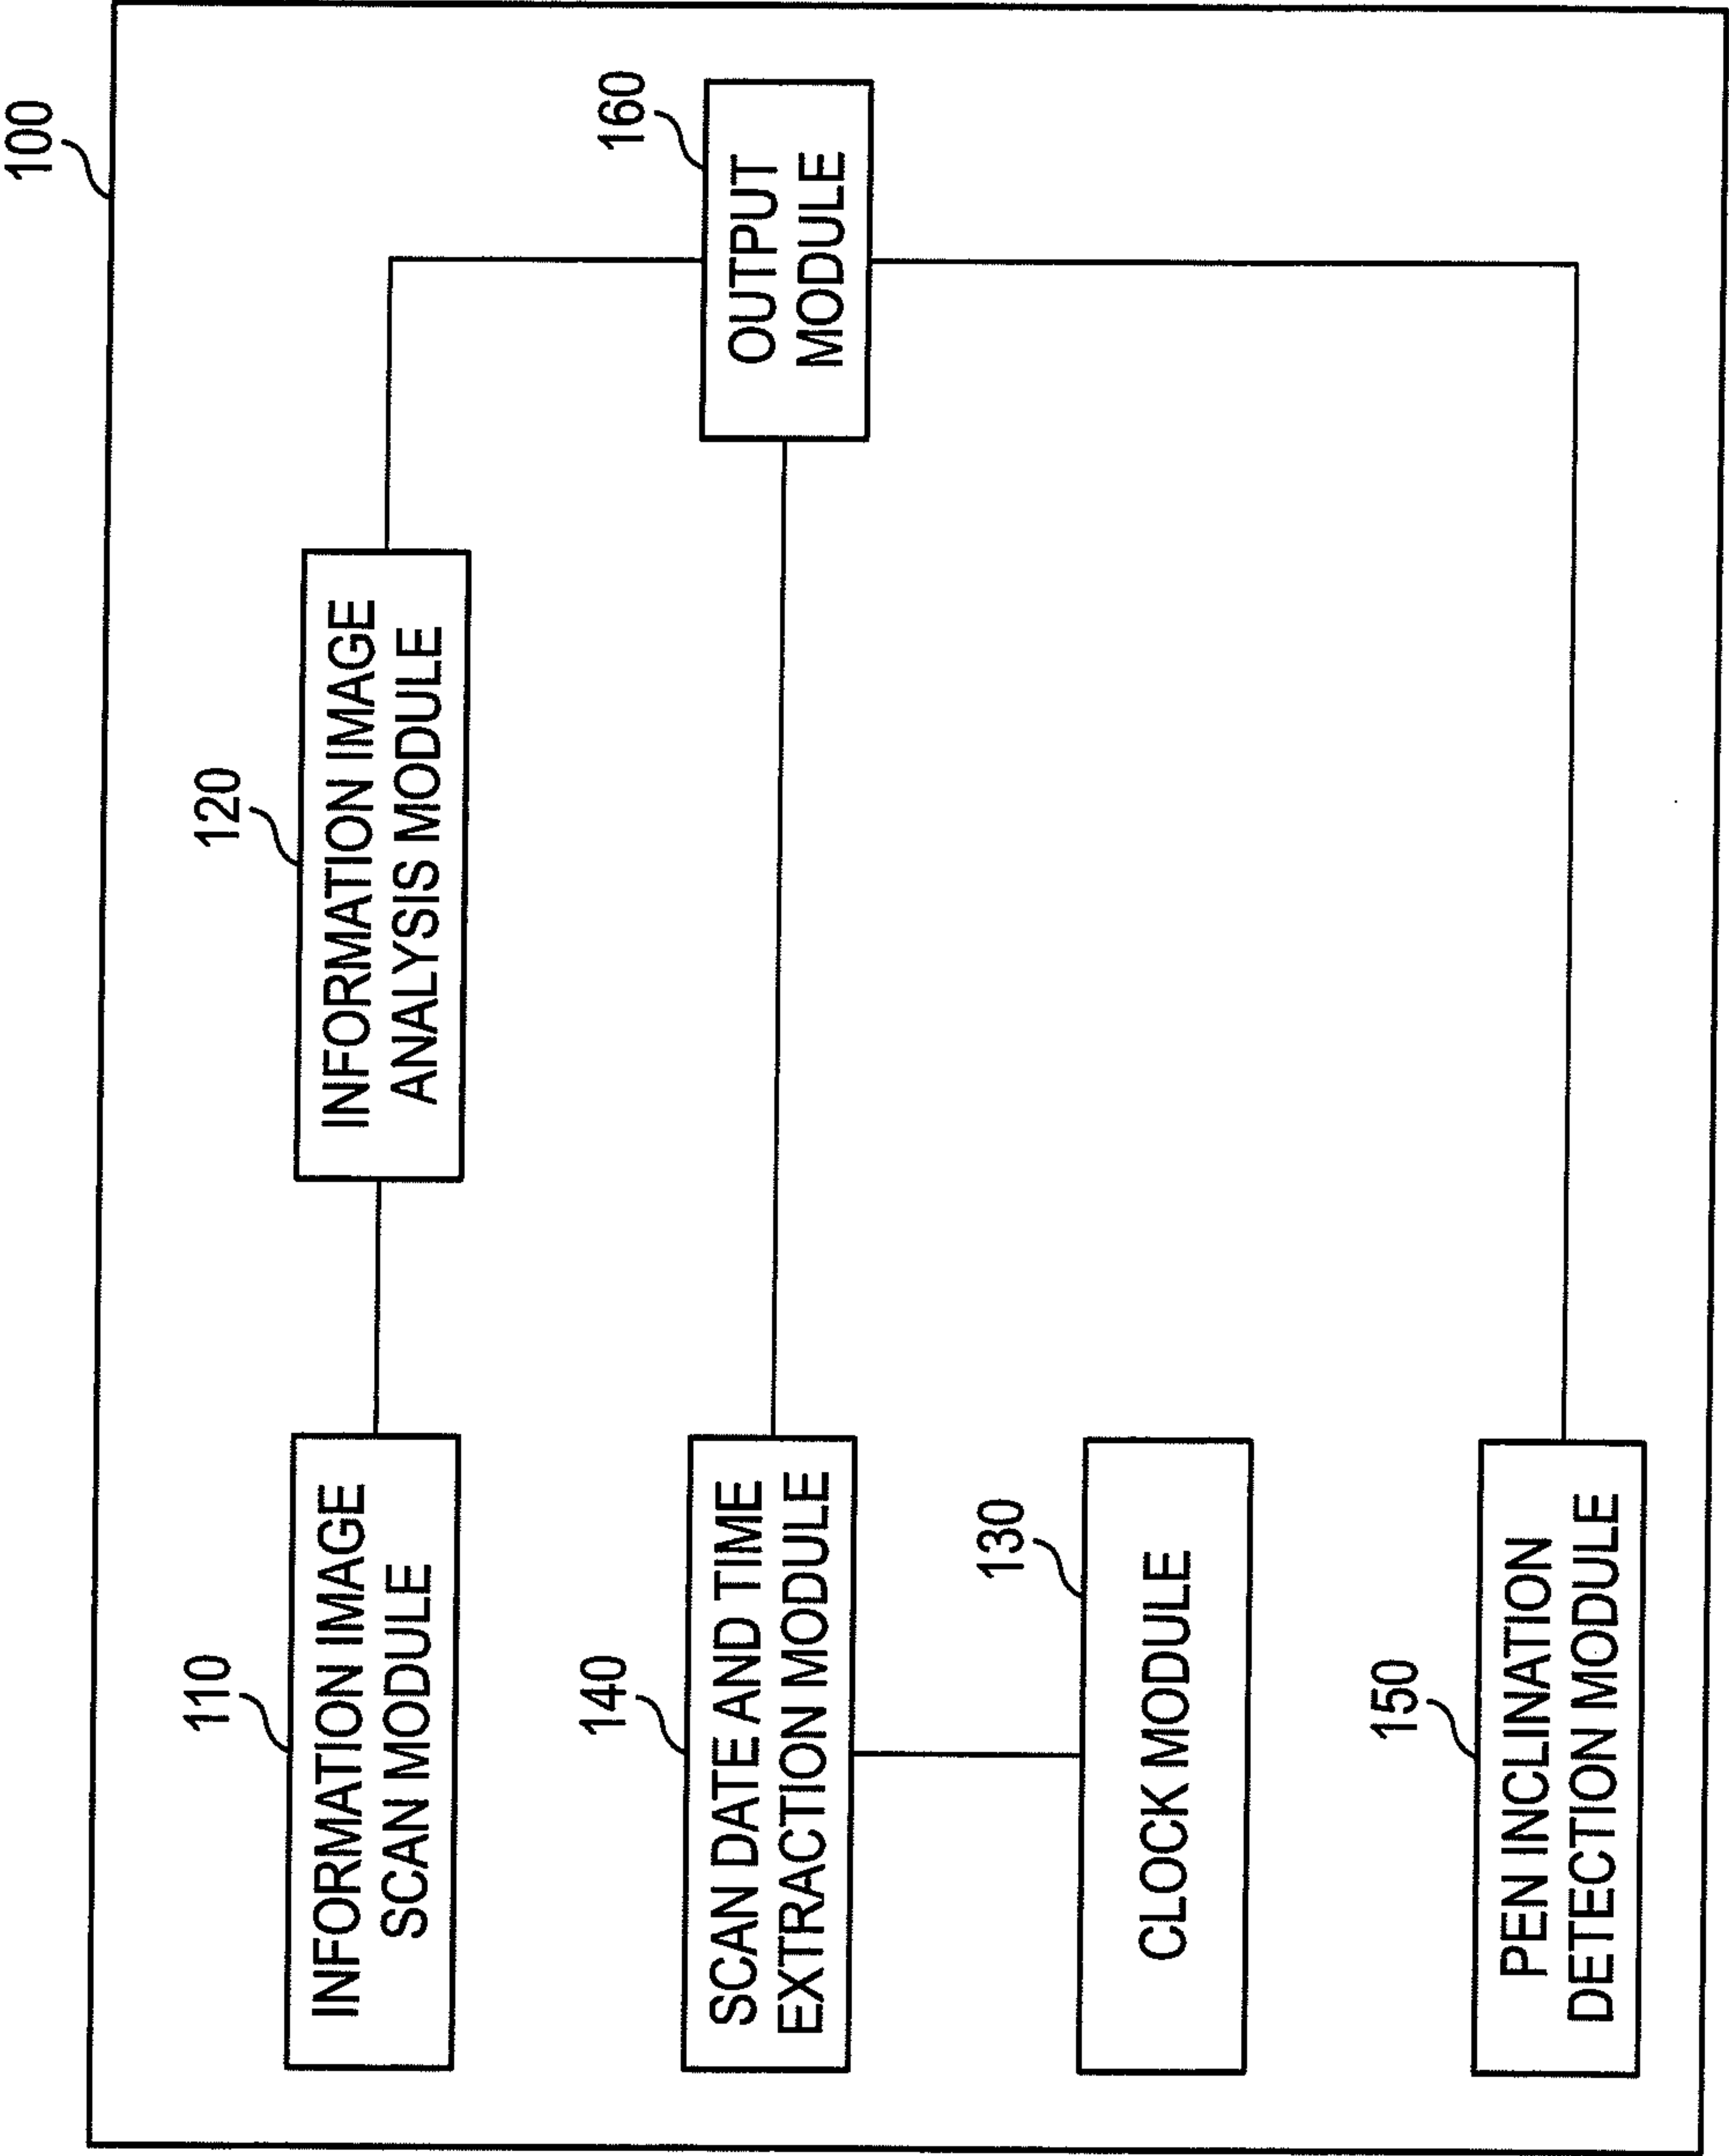 100
110
INFORMATION IMAGE
SCAN MODULE
120
INFORMATION IMAGE
ANALYSIS MODULE
140
SCAN DATE AND TIME
EXTRACTION MODULE
160
OUTPUT
MODULE
130
CLOCK MODULE
150
PEN INCLINATION
DETECTION MODULE